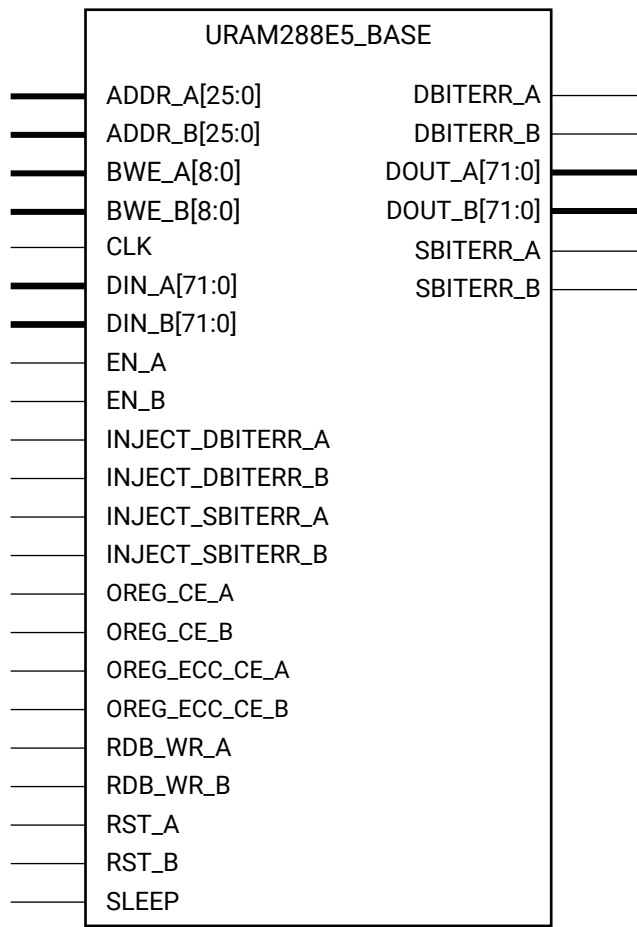 URAM288E5_BASE
ADDR_A[25:0]
ADDR_B[25:0]
BWE_A[8:0]
BWE_B[8:0]
CLK
DIN_A[71:0]
DIN_B[71:0]
EN_A
EN_B
INJECT_DBITERR_A
INJECT_DBITERR_B
INJECT_SBITERR_A
INJECT_SBITERR_B
OREG_CE_A
OREG_CE_B
OREG_ECC_CE_A
OREG_ECC_CE_B
RDB_WR_A
RDB_WR_B
RST_A
RST_B
SLEEP
DBITERR_A
DBITERR_B
DOUT_A[71:0]
DOUT_B[71:0]
SBITERR_A
SBITERR_B